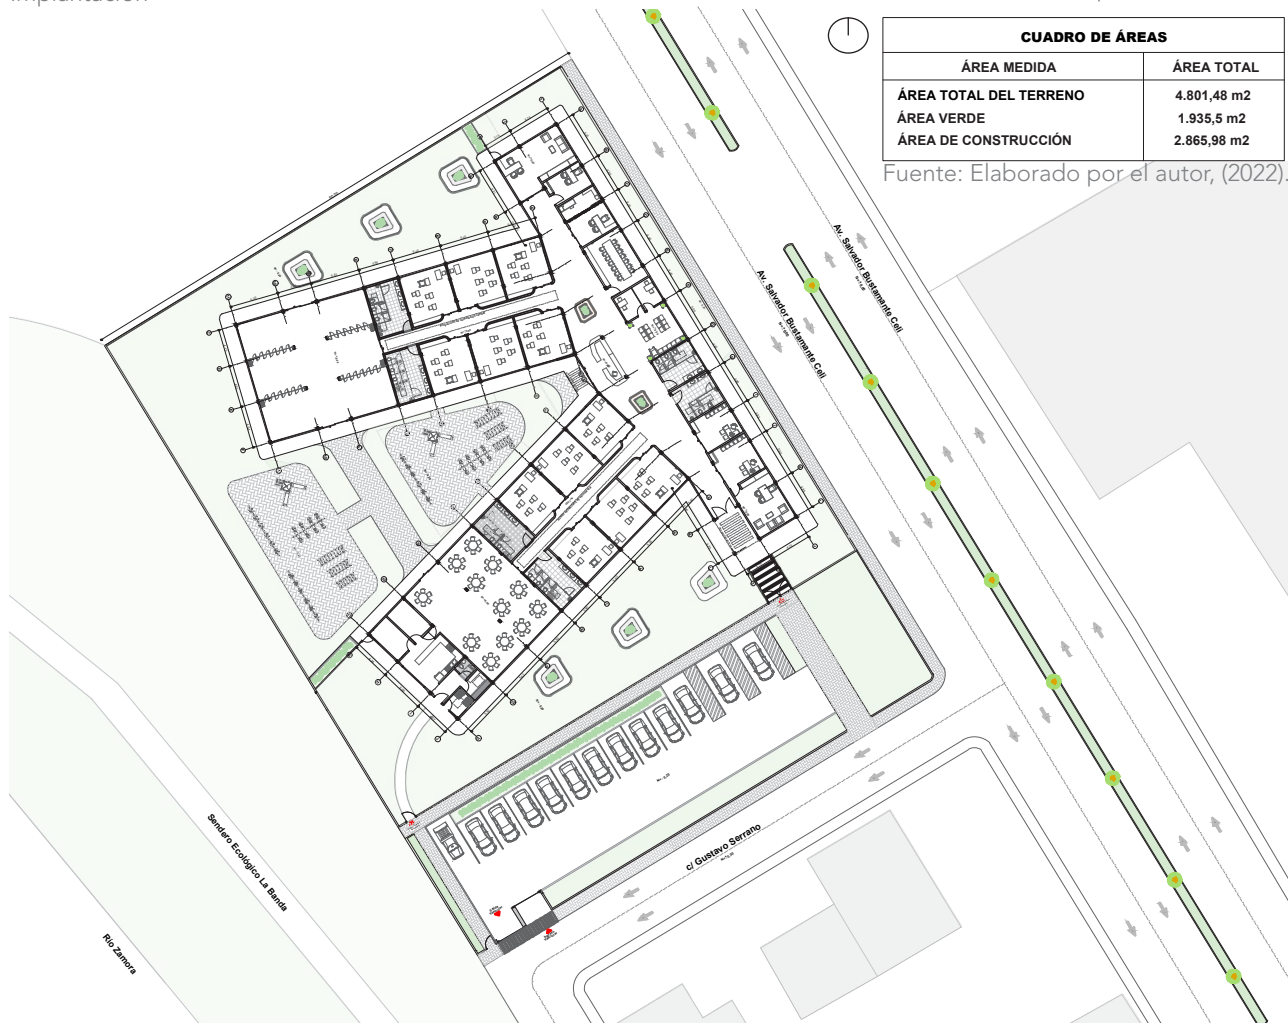 Implantación
CUADRO DE ÁREAS
ÁREA MEDIDA ÁREA TOTAL
ÁREA TOTAL DEL TERRENO 4.801,48 m2
ÁREA VERDE 1.935,5 m2
ÁREA DE CONSTRUCCIÓN 2.865,98 m2
Fuente: Elaborado por el autor, (2022).
Av. Salvador Bustamante Celi
Av. Salvador Bustamante Celi
c/ Gustavo Serrano
Sendero Ecológico La Banda
Río Zamora